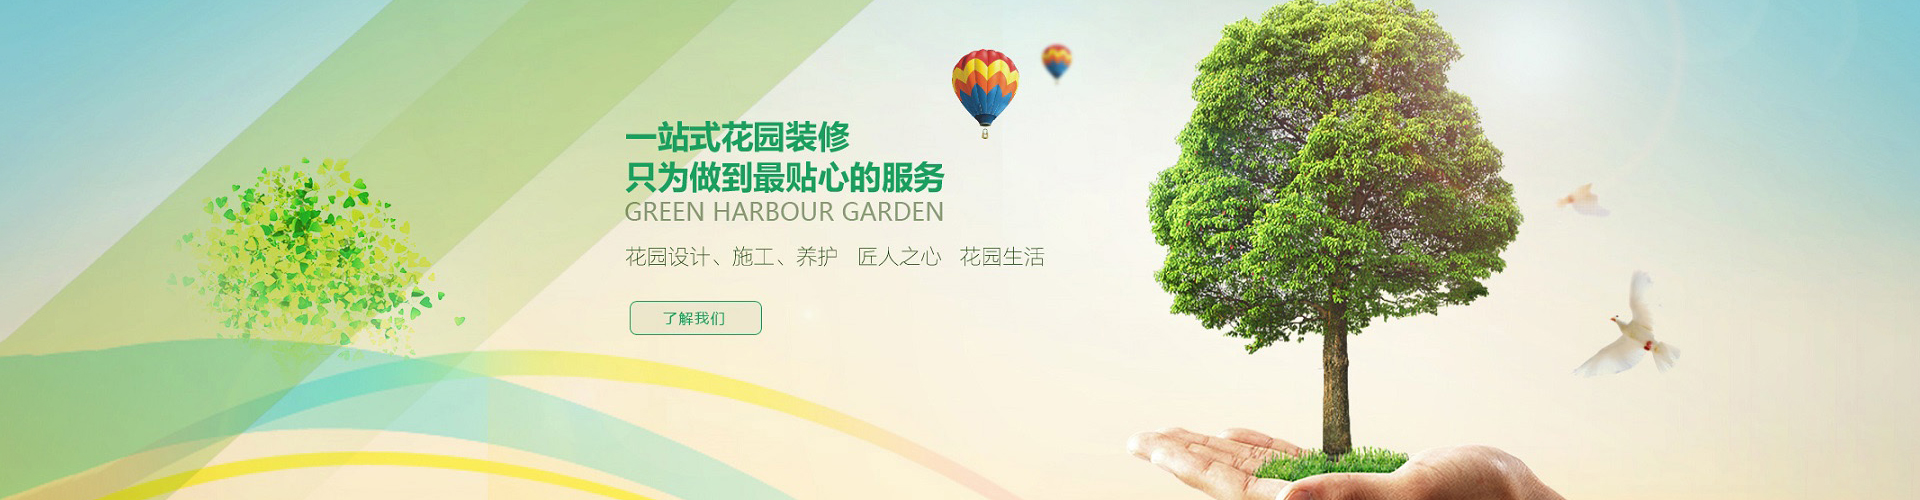 一站式花园装修
只为做到最贴心的服务
GREEN HARBOUR GARDEN
花园设计、施工、养护 匠人之心 花园生活
了解我们